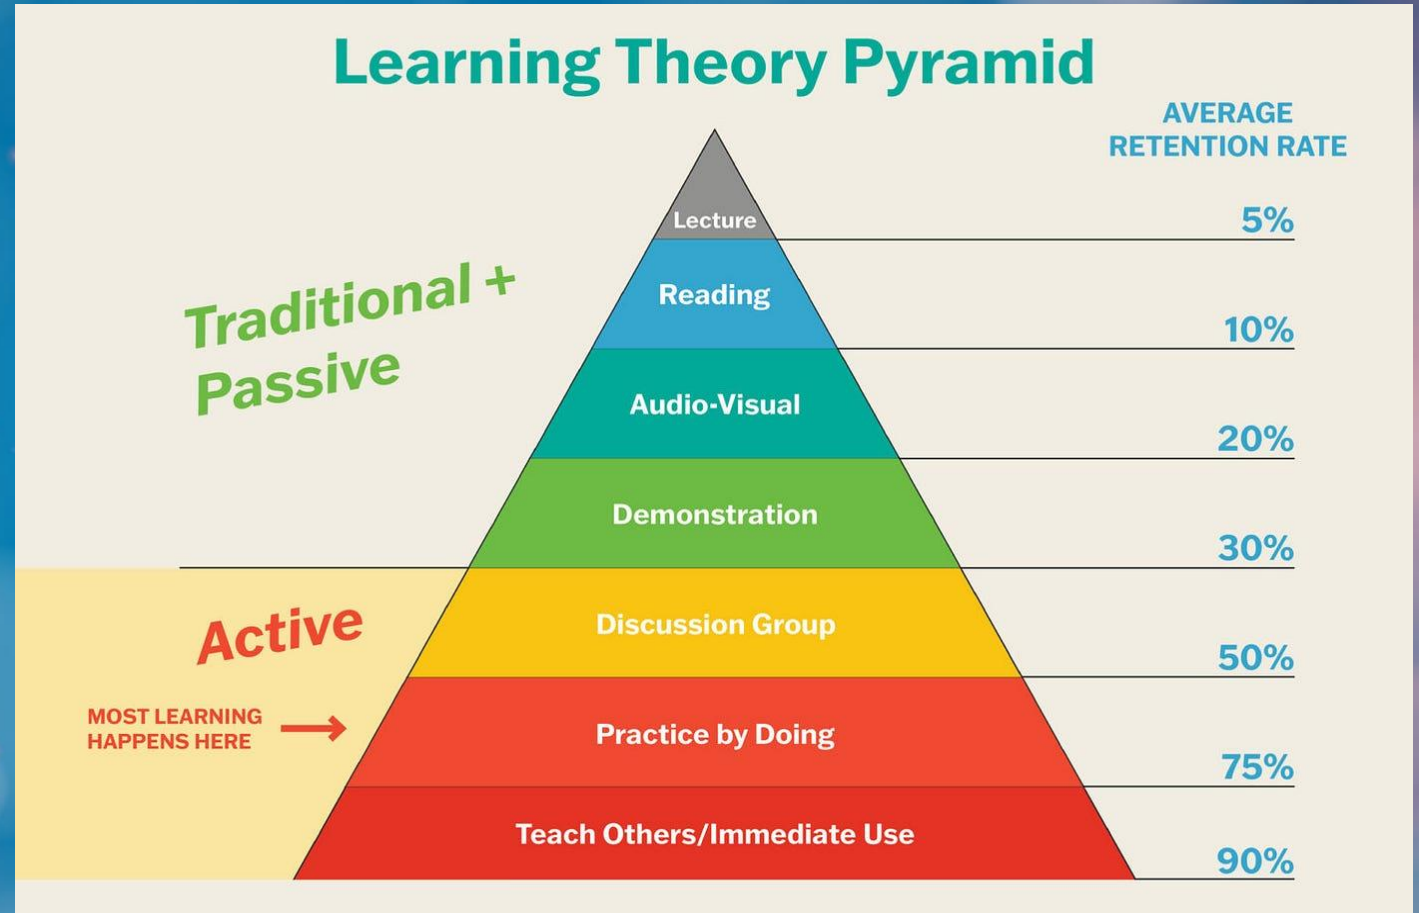 Learning Theory Pyramid
AVERAGE
RETENTION RATE
Lecture
5%
Traditional +
Passive
Reading
10%
Audio-Visual
20%
Demonstration
30%
Active
Discussion Group
50%
MOST LEARNING
HAPPENS HERE
Practice by Doing
75%
Teach Others/Immediate Use
90%